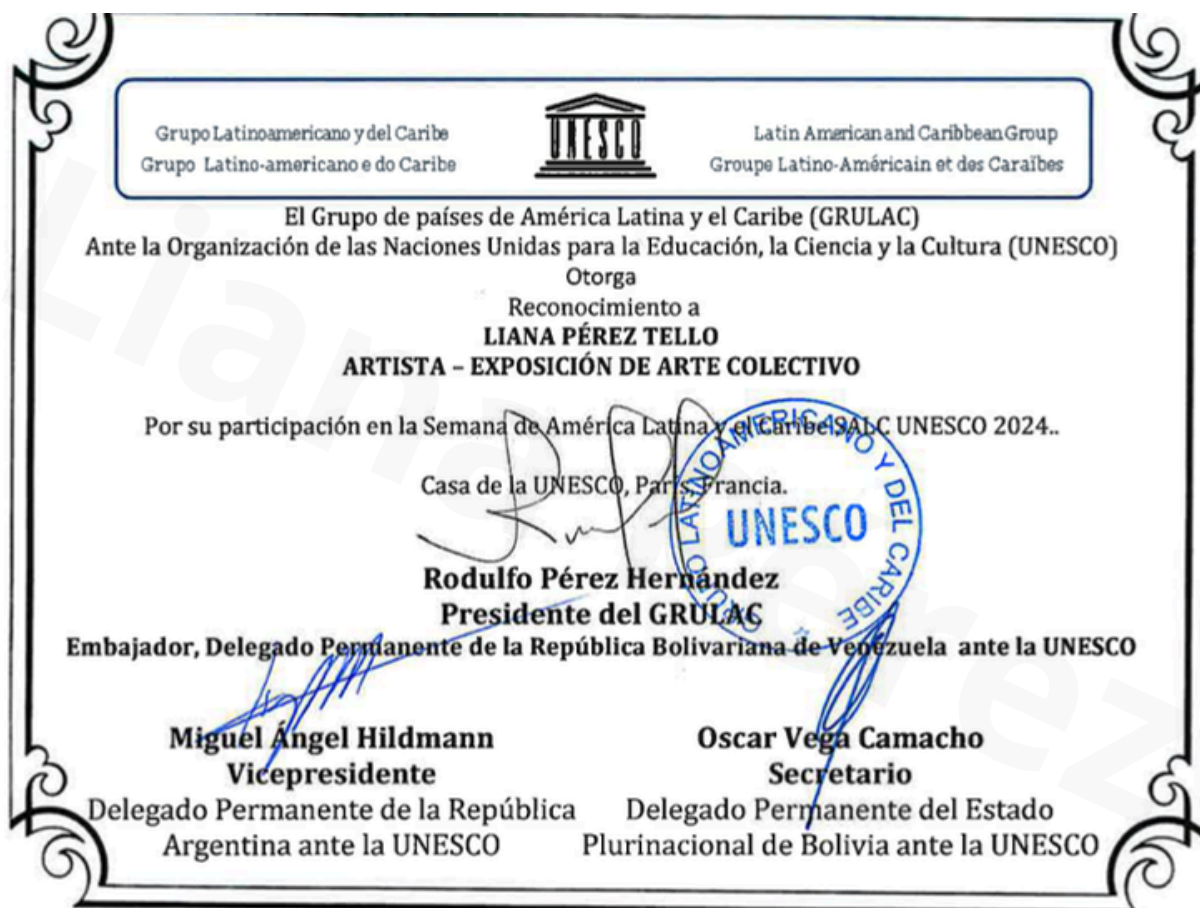 Grupo Latinoamericano y del Caribe
Grupo Latino-americano e do Caribe
UNESCO
Latin American and Caribbean Group
Groupe Latino-Américain et des Caraïbes
El Grupo de países de América Latina y el Caribe (GRULAC)
Ante la Organización de las Naciones Unidas para la Educación, la Ciencia y la Cultura (UNESCO)
Otorga
Reconocimiento a
LIANA PÉREZ TELLO
ARTISTA – EXPOSICIÓN DE ARTE COLECTIVO
Por su participación en la Semana de América Latina y el Caribe SALC UNESCO 2024..
Casa de la UNESCO, París, Francia.
GRUPO LATINOAMERICANO Y DEL CARIBE
UNESCO
Rodulfo Pérez Hernández
Presidente del GRULAC
Embajador, Delegado Permanente de la República Bolivariana de Venezuela ante la UNESCO
Miguel Ángel Hildmann
Vicepresidente
Delegado Permanente de la República
Argentina ante la UNESCO
Oscar Vega Camacho
Secretario
Delegado Permanente del Estado
Plurinacional de Bolivia ante la UNESCO
Liana Perez